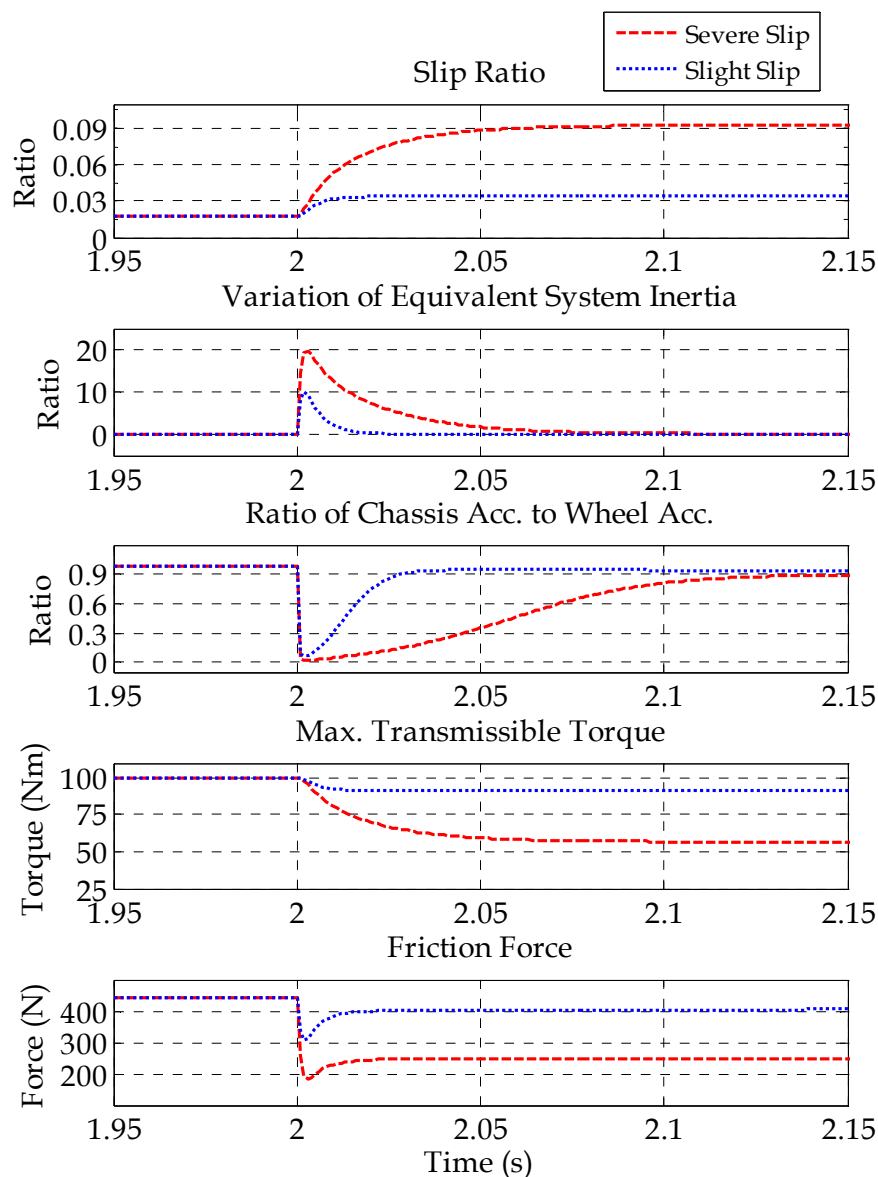 Severe Slip
Slight Slip
Slip Ratio
Ratio
0.09
0.06
0.03
0
1.95 2 2.05 2.1 2.15
Variation of Equivalent System Inertia
Ratio
20
10
0
1.95 2 2.05 2.1 2.15
Ratio of Chassis Acc. to Wheel Acc.
Ratio
0.9
0.6
0.3
0
1.95 2 2.05 2.1 2.15
Max. Transmissible Torque
Torque (Nm)
100
75
50
25
1.95 2 2.05 2.1 2.15
Friction Force
Force (N)
400
300
200
1.95 2 2.05 2.1 2.15
Time (s)